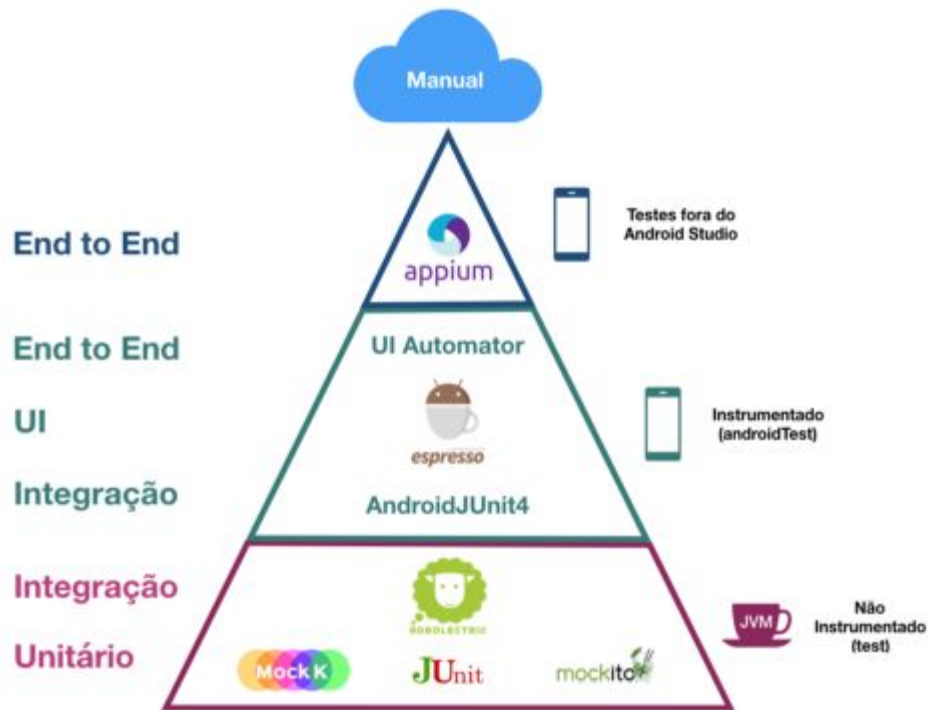 Manual
Testes fora do
Android Studio
End to End
appium
End to End
UI Automator
UI
Instrumentado
(androidTest)
espresso
Integração
AndroidJUnit4
Integração
ROBOLECTRIC
JVM
Não
Instrumentado
(test)
Unitário
MockK
JUnit
mockito